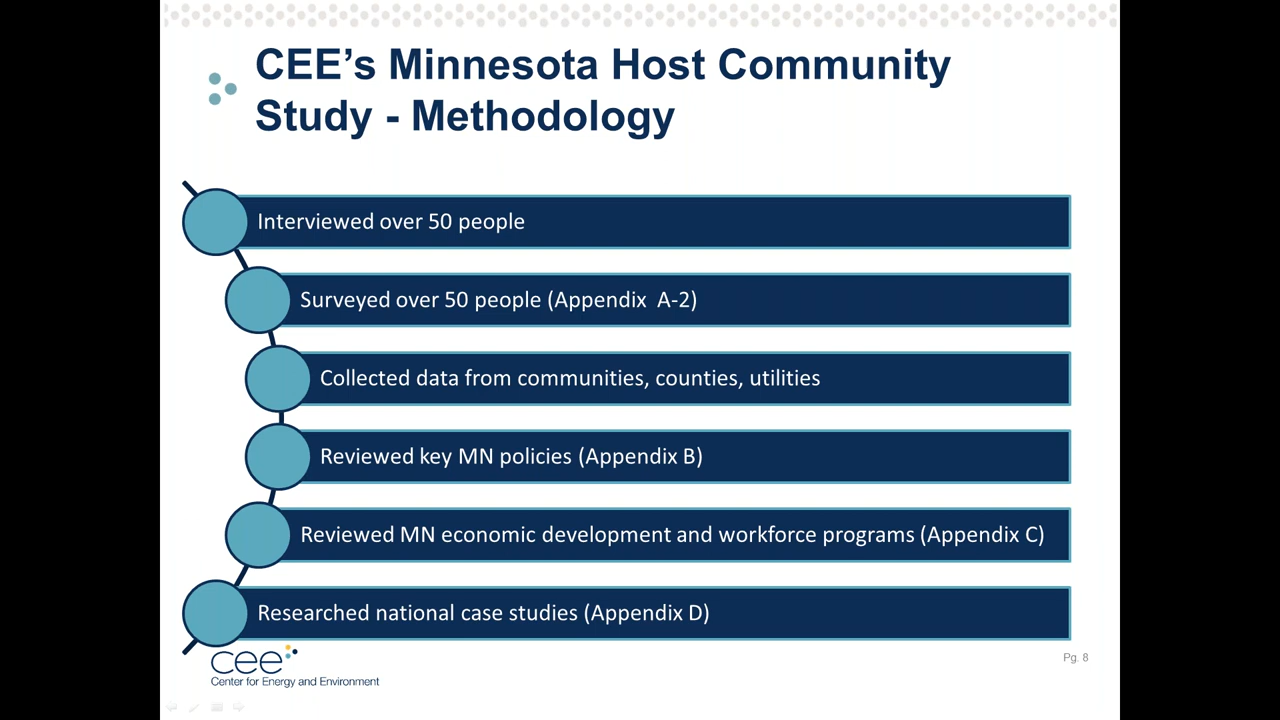 CEE’s Minnesota Host Community
Study - Methodology
Interviewed over 50 people
Surveyed over 50 people (Appendix  A-2)
Collected data from communities, counties, utilities
Reviewed key MN policies (Appendix B)
Reviewed MN economic development and workforce programs (Appendix C)
Researched national case studies (Appendix D)
cee
Center for Energy and Environment
Pg. 8